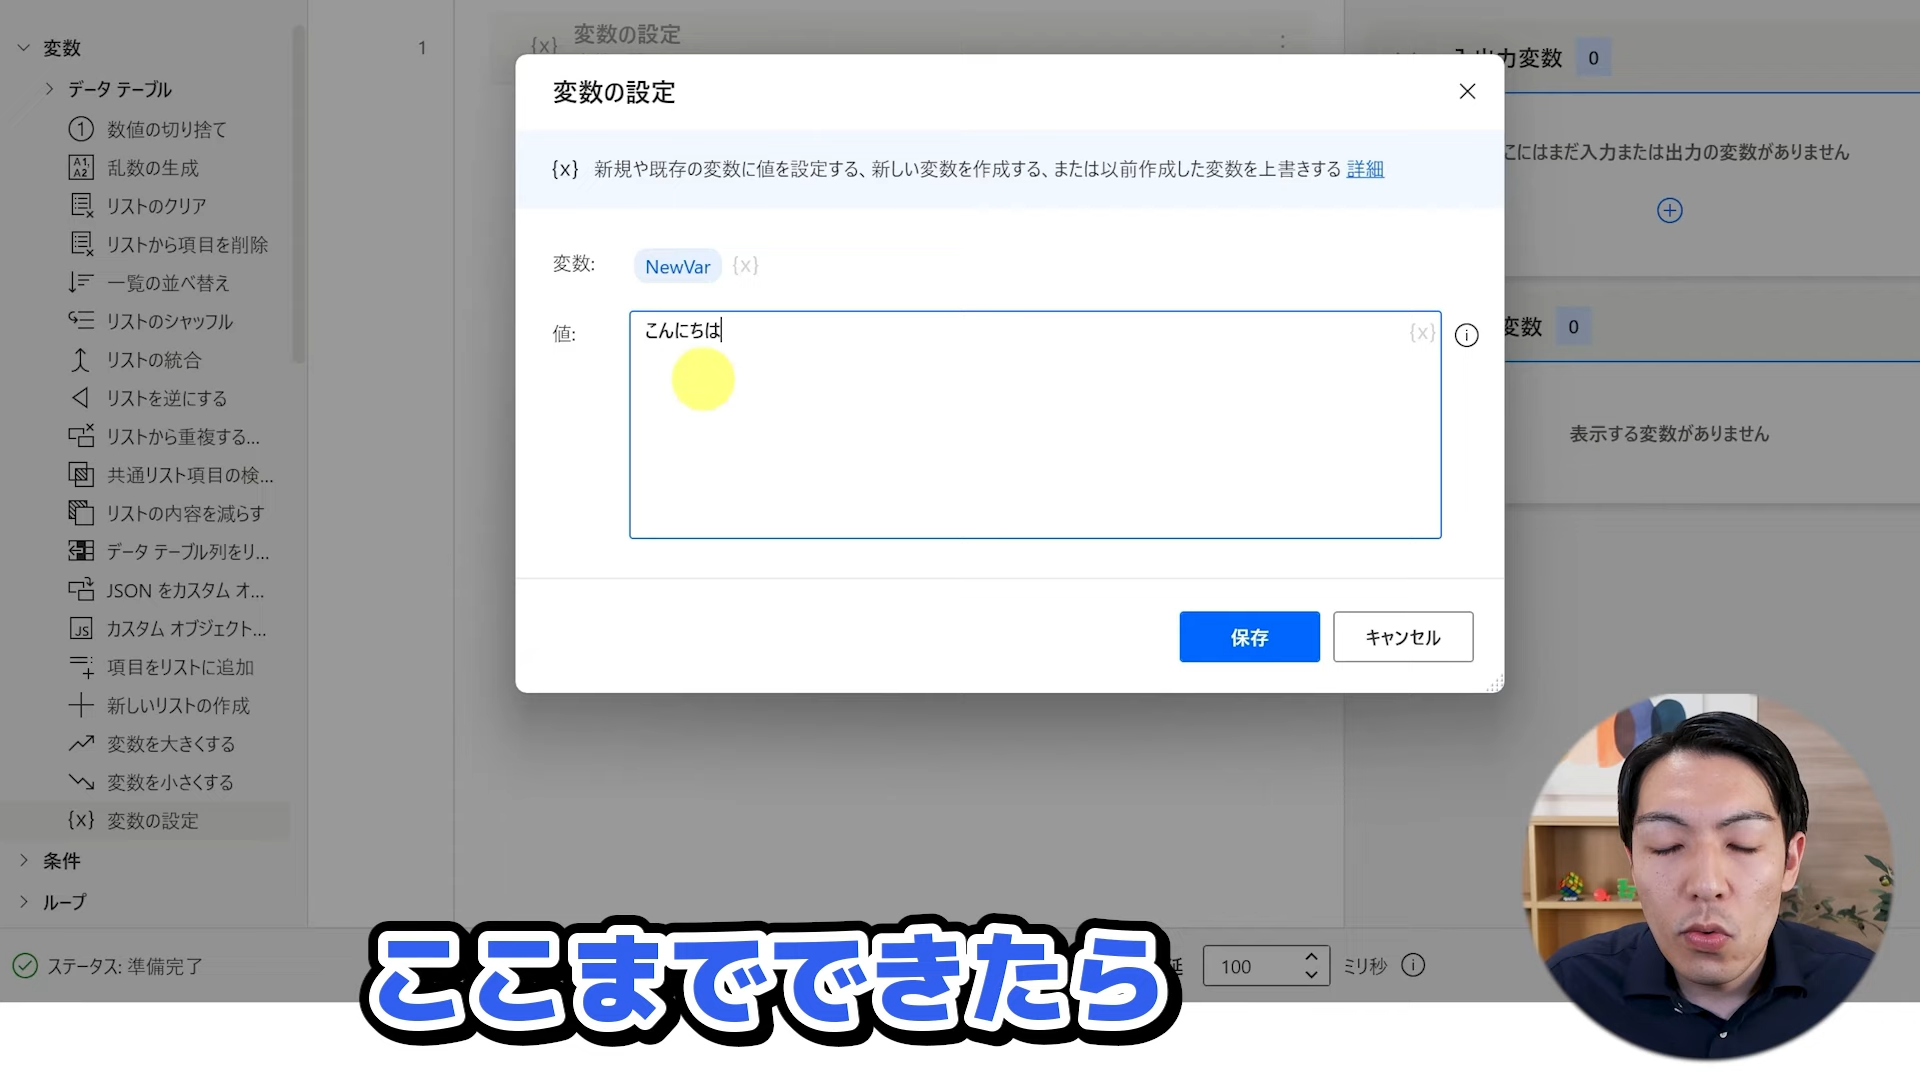 変数
データ テーブル
数値の切り捨て
乱数の生成
リストのクリア
リストから項目を削除
一覧の並べ替え
リストのシャッフル
リストの統合
リストを逆にする
リストから重複する...
共通リスト項目の検...
リストの内容を減らす
データ テーブル列をリ...
JSON をカスタム オ...
カスタム オブジェクト...
項目をリストに追加
新しいリストの作成
変数を大きくする
変数を小さくする
{x} 変数の設定
条件
ループ
ステータス: 準備完了
1
{x} 変数の設定
変数の設定
{x} 新規や既存の変数に値を設定する、新しい変数を作成する、または以前作成した変数を上書きする 詳細
変数: NewVar {x}
値: こんにちは {x}
保存 キャンセル
入出力変数 0
こにはまだ入力または出力の変数がありません
変数 0
表示する変数がありません
延 100 ミリ秒
ここまでできたら